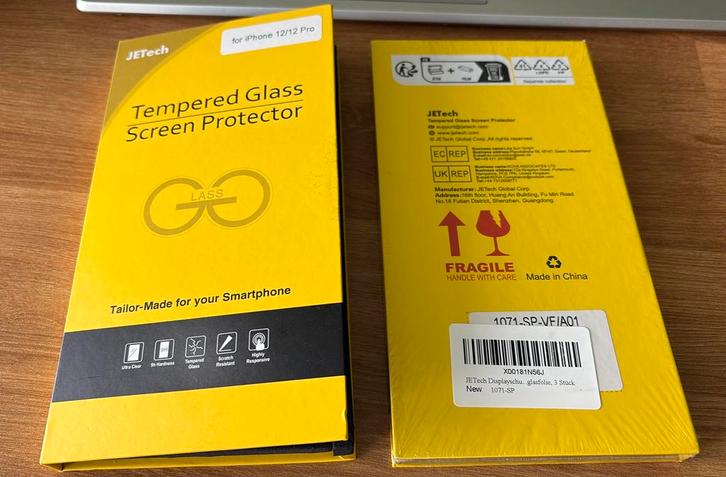 JETech
for iPhone 12/12 Pro
Tempered Glass
Screen Protector
GLASS
Tailor-Made for your Smartphone
Ultra Clear
9h Hardness
Tempered
Glass
Scratch
Resistant
Highly
Responsive
Separate collection
JETech
Tempered Glass Screen Protector
support@jetech.com
www.jetech.com
© JETech Global Corp. All rights reserved.
EC REP
UK REP
Manufacturer: JETech Global Corp
Address: 16th floor, Huang An Building, Fu Min Road
No.18 Futian District, Shenzhen, Guangdong.
FRAGILE
HANDLE WITH CARE
Made in China
1071-SP-VF/A01
X00181N56J
JETech Displayschu...glasfolie, 3 Stück
New 1071-SP